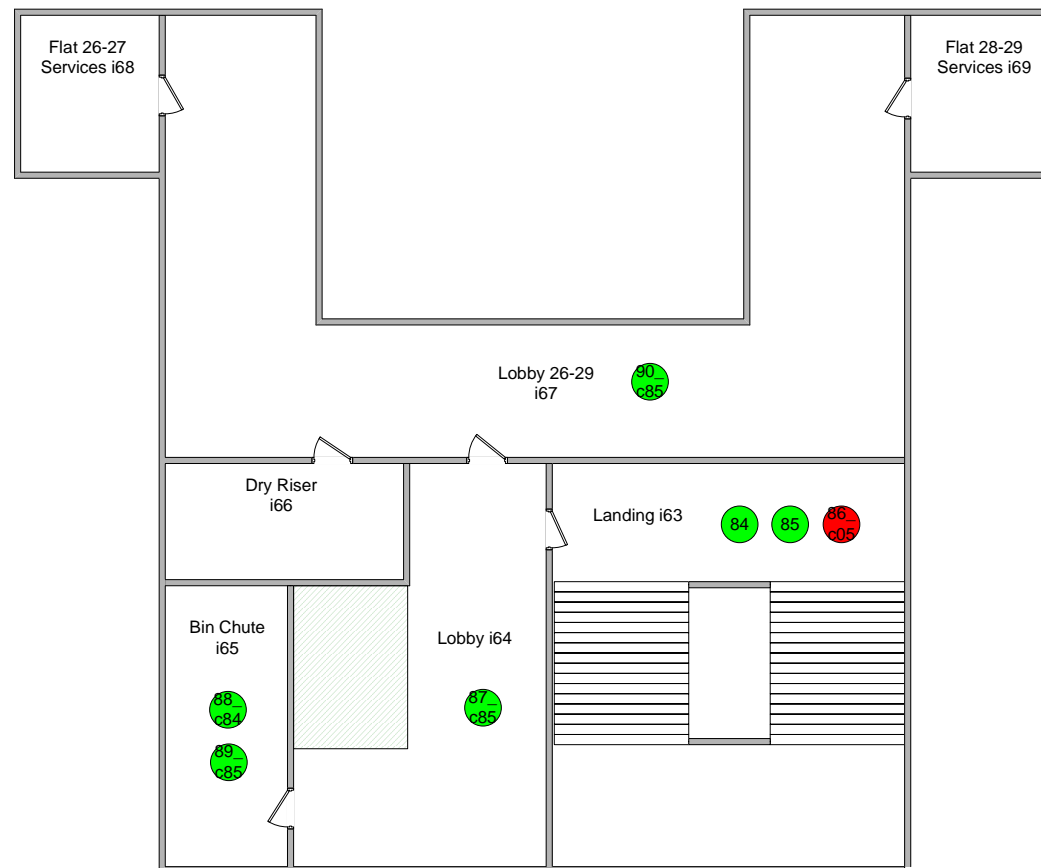 Flat 26-27
Services i68
Flat 28-29
Services i69
Lobby 26-29
i67
90_
c85
Dry Riser
i66
Landing i63
84
85
86_
c05
Bin Chute
i65
Lobby i64
88_
c84
87_
c85
89_
c85